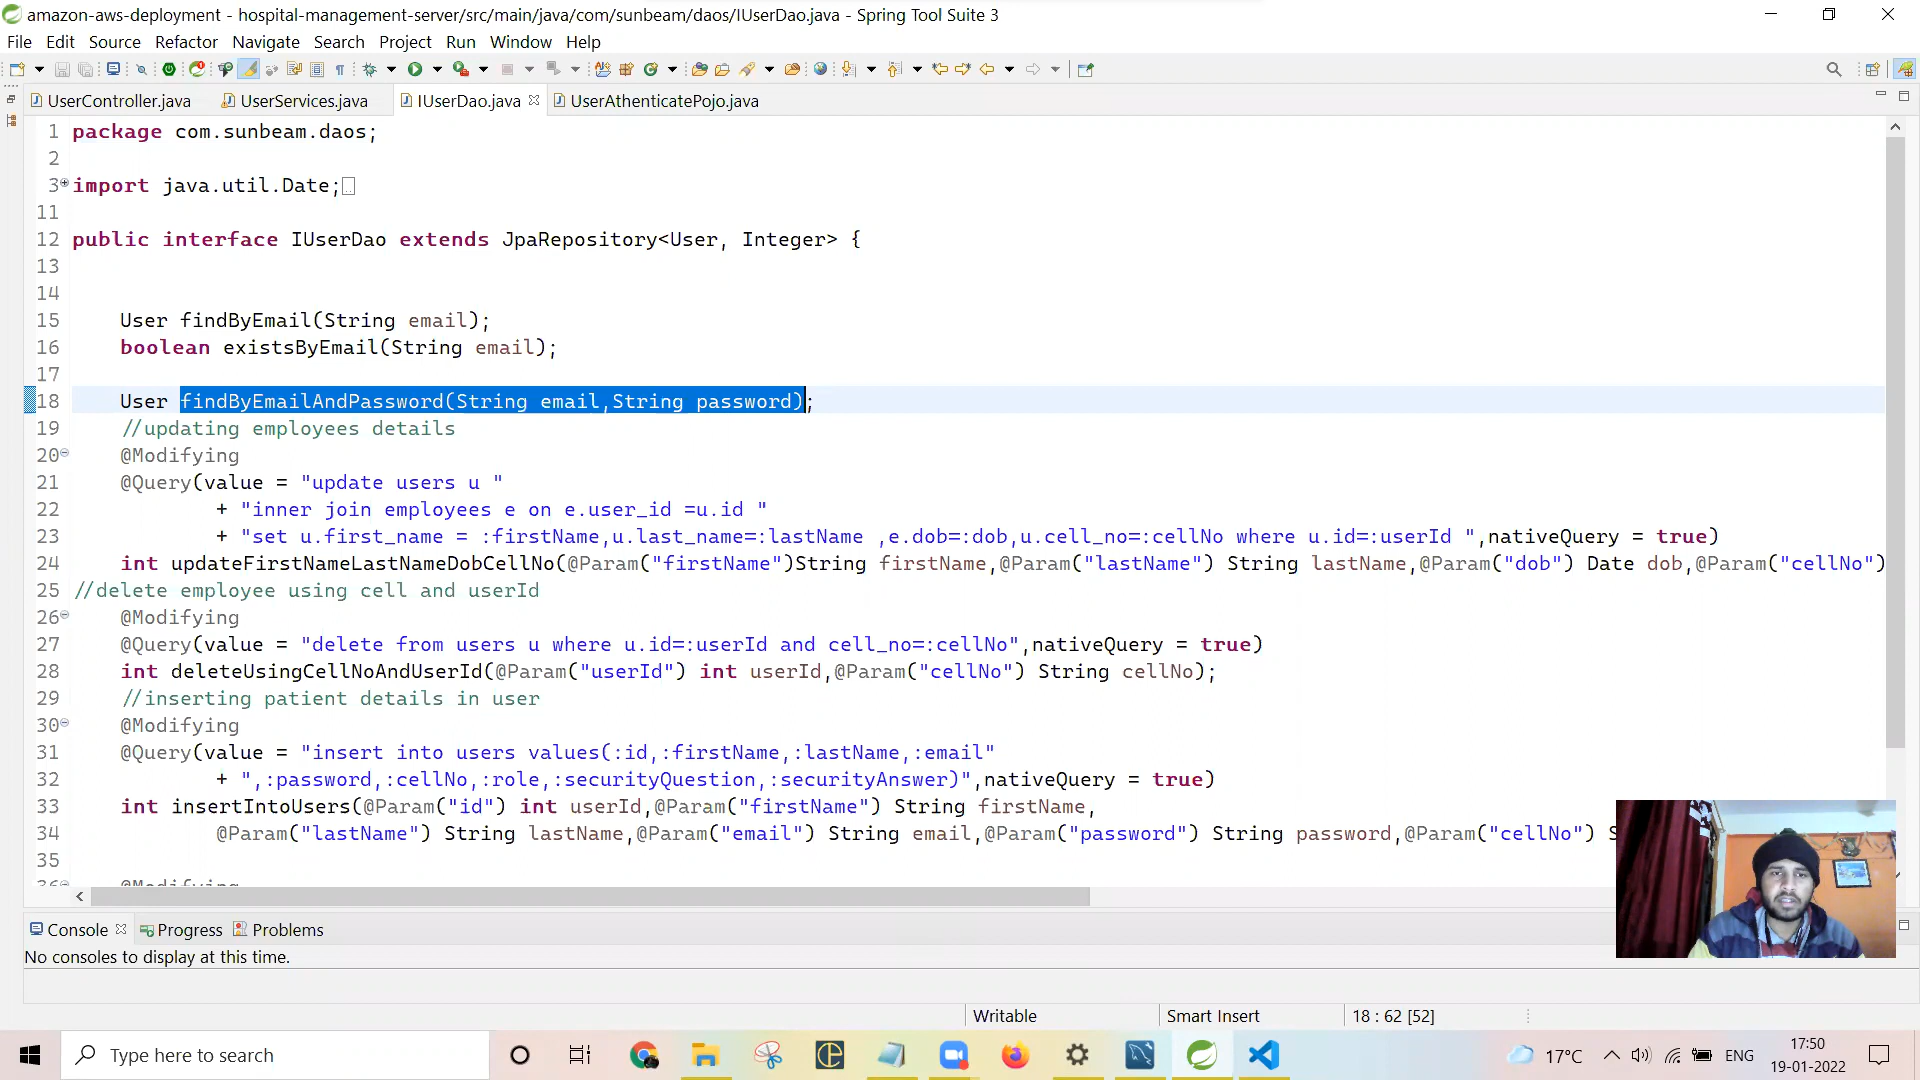 amazon-aws-deployment - hospital-management-server/src/main/java/com/sunbeam/daos/IUserDao.java - Spring Tool Suite 3
File Edit Source Refactor Navigate Search Project Run Window Help
UserController.java UserServices.java IUserDao.java UserAthenticatePojo.java
1 package com.sunbeam.daos;
2
3 import java.util.Date;
11
12 public interface IUserDao extends JpaRepository<User, Integer> {
13
14
15 User findByEmail(String email);
16 boolean existsByEmail(String email);
17
18 User findByEmailAndPassword(String email,String password);
19 //updating employees details
20 @Modifying
21 @Query(value = "update users u "
22 + "inner join employees e on e.user_id =u.id "
23 + "set u.first_name = :firstName,u.last_name=:lastName ,e.dob=:dob,u.cell_no=:cellNo where u.id=:userId ",nativeQuery = true)
24 int updateFirstNameLastNameDobCellNo(@Param("firstName")String firstName,@Param("lastName") String lastName,@Param("dob") Date dob,@Param("cellNo")
25 //delete employee using cell and userId
26 @Modifying
27 @Query(value = "delete from users u where u.id=:userId and cell_no=:cellNo",nativeQuery = true)
28 int deleteUsingCellNoAndUserId(@Param("userId") int userId,@Param("cellNo") String cellNo);
29 //inserting patient details in user
30 @Modifying
31 @Query(value = "insert into users values(:id,:firstName,:lastName,:email"
32 + ",:password,:cellNo,:role,:securityQuestion,:securityAnswer)",nativeQuery = true)
33 int insertIntoUsers(@Param("id") int userId,@Param("firstName") String firstName,
34 @Param("lastName") String lastName,@Param("email") String email,@Param("password") String password,@Param("cellNo")
35
Console Progress Problems
No consoles to display at this time.
Writable Smart Insert 18 : 62 [52]
Type here to search
17°C ENG
17:50
19-01-2022